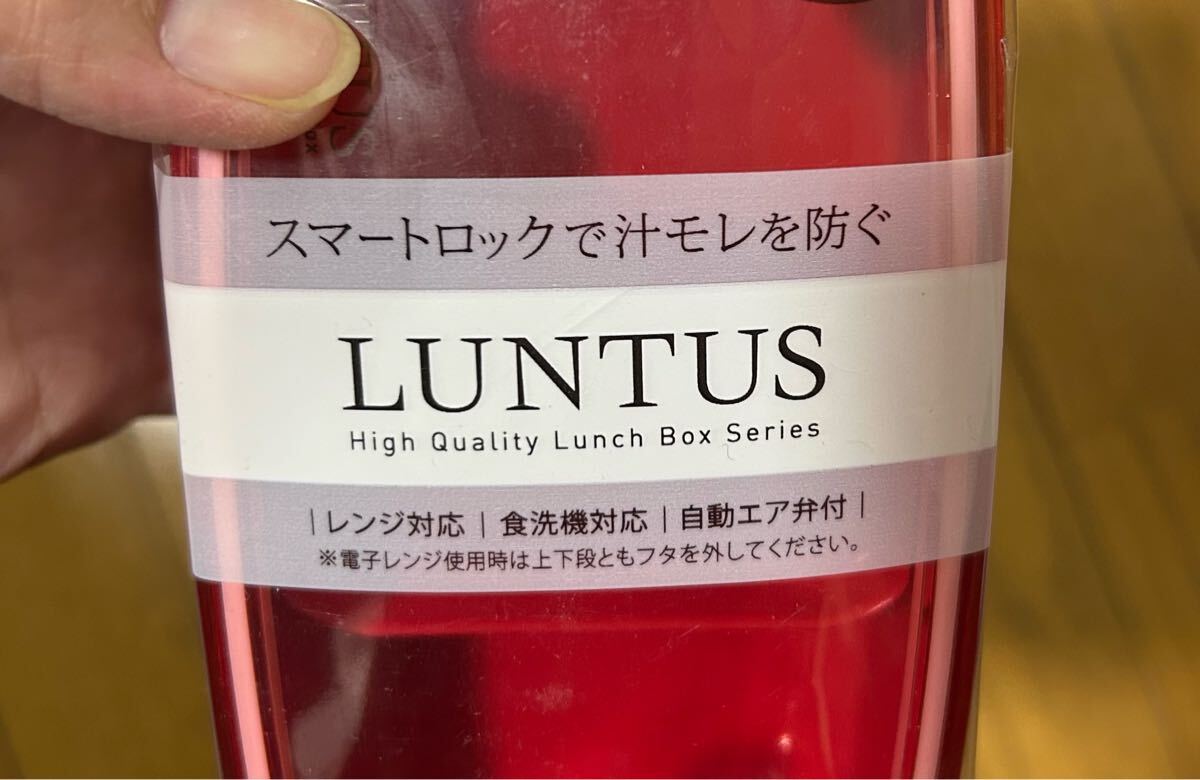 スマートロックで汁モレを防ぐ
LUNTUS
High Quality Lunch Box Series
|レンジ対応|食洗機対応|自動エア弁付|
※電子レンジ使用時は上下段ともフタを外してください。